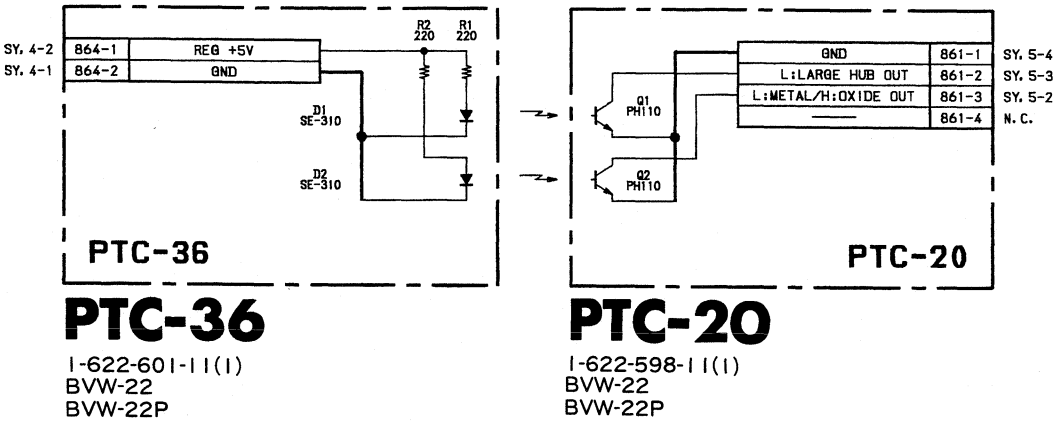 R2 R1
220 220
SY. 4-2 864-1 REG +5V
SY. 4-1 864-2 GND
D1
SE-310
D2
SE-310
PTC-36
GND 861-1 SY. 5-4
L:LARGE HUB OUT 861-2 SY. 5-3
L:METAL/H:OXIDE OUT 861-3 SY. 5-2
861-4 N.C.
Q1
PH110
Q2
PH110
PTC-20
PTC-36
1-622-601-11(1)
BVW-22
BVW-22P
PTC-20
1-622-598-11(1)
BVW-22
BVW-22P